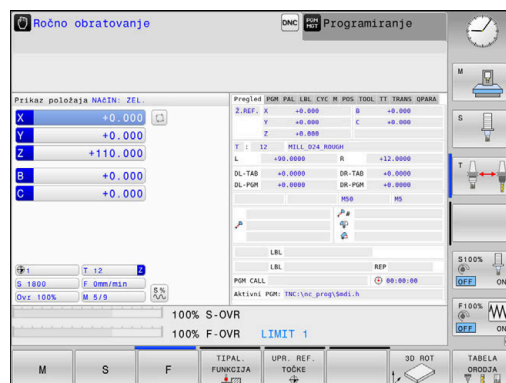 Ročno obratovanje
DNC
PGM MGT
Programiranje
Prikaz položaja NAčIN: ŽEL.
X +0.000
Y +0.000
Z +110.000
B +0.000
C +0.000
1 T 12 Z
S 1800 F 0mm/min
Ovr 100% M 5/9
S %
Pregled PGM PAL LBL CYC M POS TOOL TT TRANS QPARA
Ž.REF. X +0.000 B +0.000
Y +0.000 C +0.000
Z +0.000
T : 12 MILL_D24_ROUGH
L +90.0000 R +12.0000
DL-TAB +0.0000 DR-TAB +0.0000
DL-PGM +0.0000 DR-PGM +0.0000
M50 M5
P #
LBL
LBL REP
PGM CALL 00:00:00
Aktivni PGM: TNC:\nc_prog\$mdi.h
100% S-OVR
100% F-OVR LIMIT 1
M
S
T
S100%
OFF ON
F100%
OFF ON
M
S
F
TIPAL. FUNKCIJA
UPR. REF. TOČKE
3D ROT
TABELA ORODJA